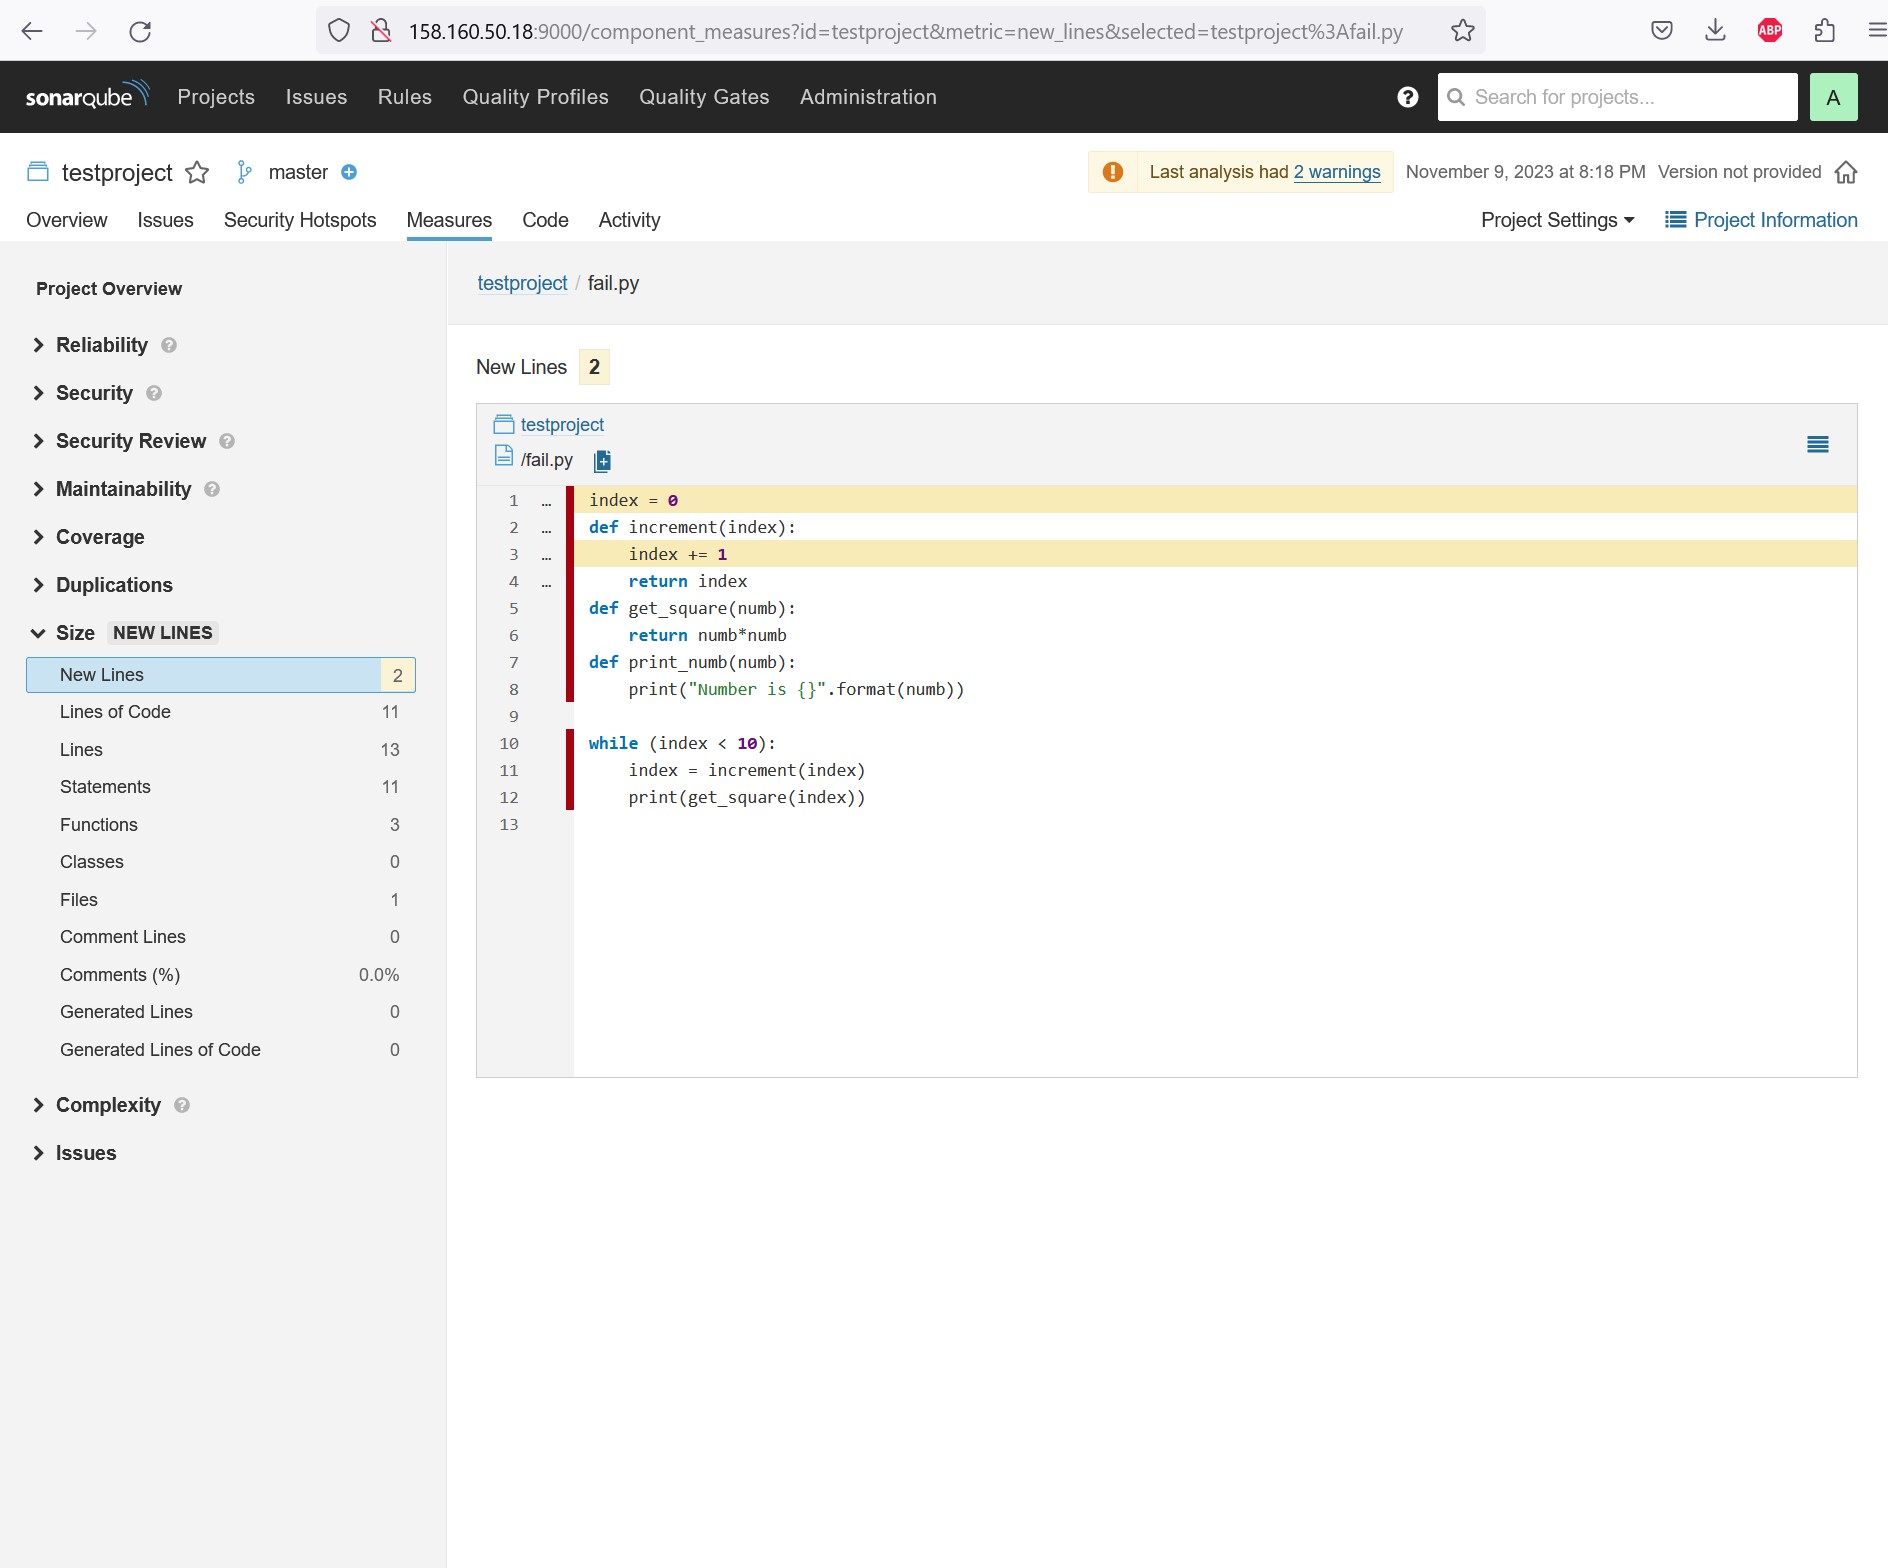 158.160.50.18:9000/component_measures?id=testproject&metric=new_lines&selected=testproject%3Afail.py
ABP
sonarqube Projects Issues Rules Quality Profiles Quality Gates Administration ? Search for projects... A
testproject master Last analysis had 2 warnings November 9, 2023 at 8:18 PM Version not provided
Overview Issues Security Hotspots Measures Code Activity Project Settings Project Information
Project Overview
Reliability ?
Security ?
Security Review ?
Maintainability ?
Coverage
Duplications
Size NEW LINES
New Lines 2
Lines of Code 11
Lines 13
Statements 11
Functions 3
Classes 0
Files 1
Comment Lines 0
Comments (%) 0.0%
Generated Lines 0
Generated Lines of Code 0
Complexity ?
Issues
testproject / fail.py
New Lines 2
testproject
/fail.py
1 … index = 0
2 … def increment(index):
3 … index += 1
4 … return index
5 def get_square(numb):
6 return numb*numb
7 def print_numb(numb):
8 print("Number is {}".format(numb))
9
10 while (index < 10):
11 index = increment(index)
12 print(get_square(index))
13